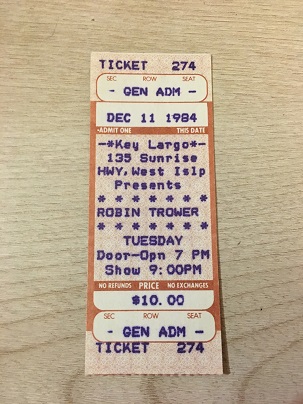 TICKET 274
SEC ROW SEAT
- GEN ADM -
DEC 11 1984
ADMIT ONE THIS DATE
-*Key Largo*-
135 Sunrise
HWY, West Islp
Presents
* * * * * * *
ROBIN TROWER
* * * * * * *
TUESDAY
Door-Opn 7 PM
Show 9:00PM
NO REFUNDS PRICE NO EXCHANGES
$10.00
- GEN ADM -
SEC ROW SEAT
TICKET 274